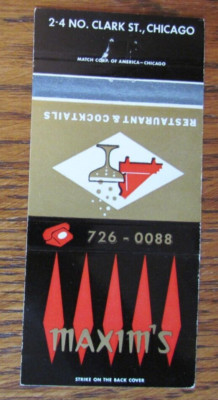 2-4 NO. CLARK ST., CHICAGO
MATCH CORP. OF AMERICA-CHICAGO
RESTAURANT & COCKTAILS
726-0088
MAXIM'S
STRIKE ON THE BACK COVER